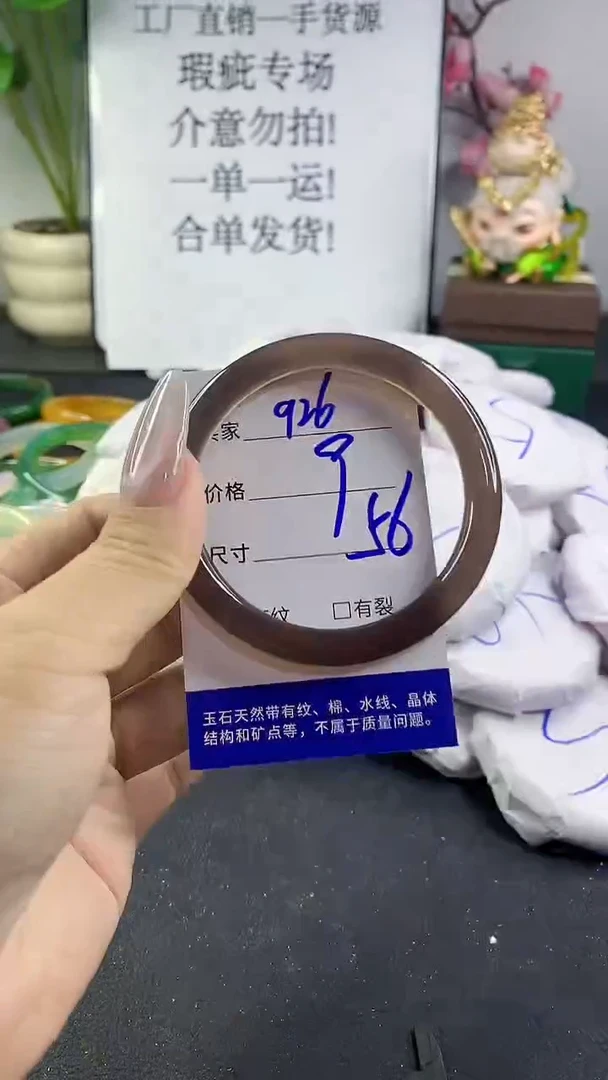 工厂直销一手货源
瑕疵专场
介意勿拍!
一单一运!
合单发货!
家 926
价格 9
尺寸 56
纹 □有裂
玉石天然带有纹、棉、水线、晶体
结构和矿点等，不属于质量问题。